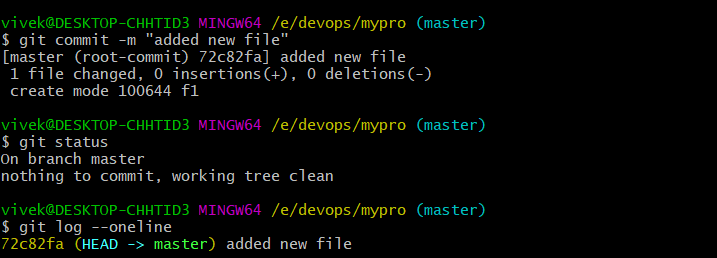 vivek@DESKTOP-CHHTID3 MINGW64 /e/devops/mypro (master)
$ git commit -m "added new file"
[master (root-commit) 72c82fa] added new file
 1 file changed, 0 insertions(+), 0 deletions(-)
 create mode 100644 f1
vivek@DESKTOP-CHHTID3 MINGW64 /e/devops/mypro (master)
$ git status
On branch master
nothing to commit, working tree clean
vivek@DESKTOP-CHHTID3 MINGW64 /e/devops/mypro (master)
$ git log --oneline
72c82fa (HEAD -> master) added new file